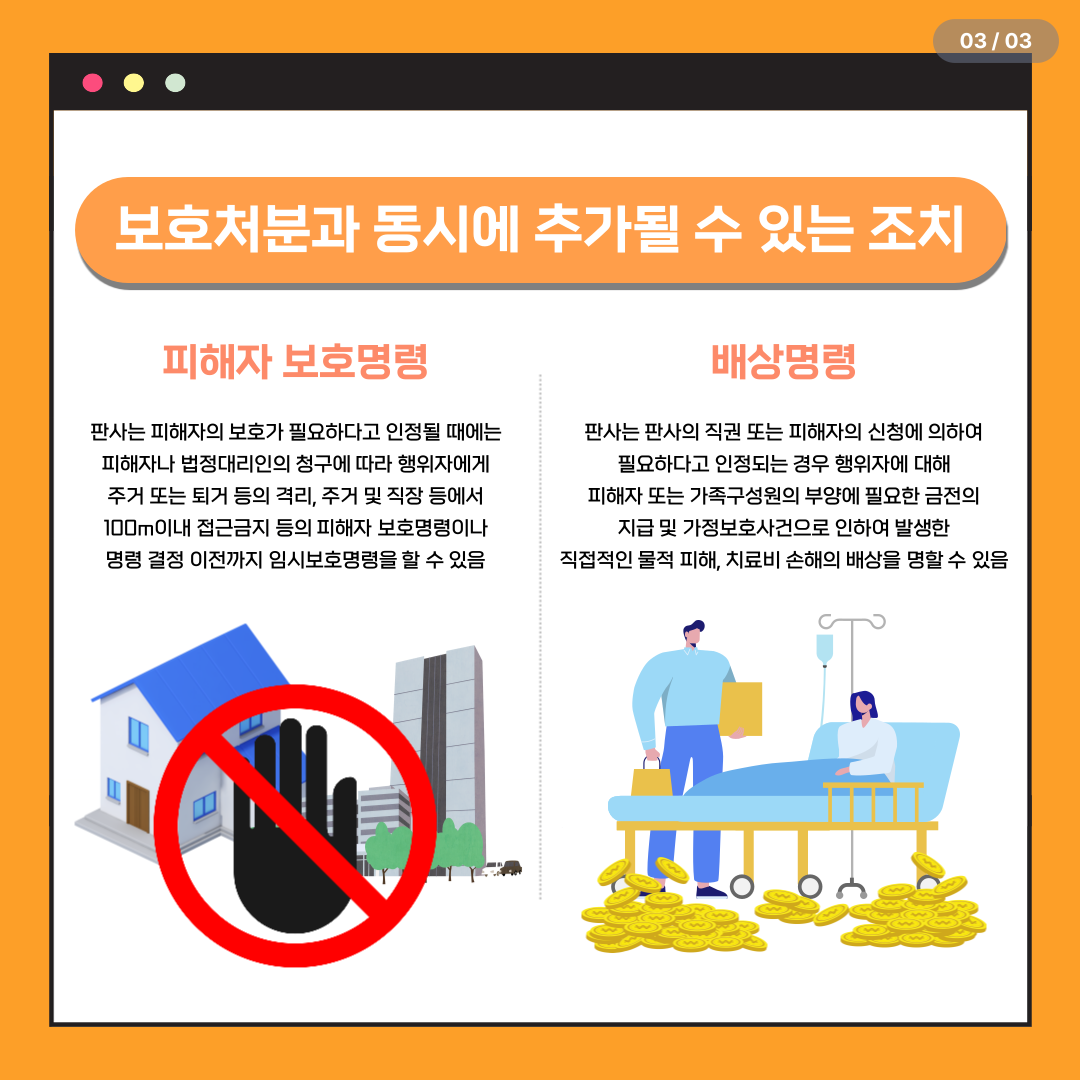 03 / 03
보호처분과 동시에 추가될 수 있는 조치
피해자 보호명령
판사는 피해자의 보호가 필요하다고 인정될 때에는
피해자나 법정대리인의 청구에 따라 행위자에게
주거 또는 퇴거 등의 격리, 주거 및 직장 등에서
100m이내 접근금지 등의 피해자 보호명령이나
명령 결정 이전까지 임시보호명령을 할 수 있음
배상명령
판사는 판사의 직권 또는 피해자의 신청에 의하여
필요하다고 인정되는 경우 행위자에 대해
피해자 또는 가족구성원의 부양에 필요한 금전의
지급 및 가정보호사건으로 인하여 발생한
직접적인 물적 피해, 치료비 손해의 배상을 명할 수 있음